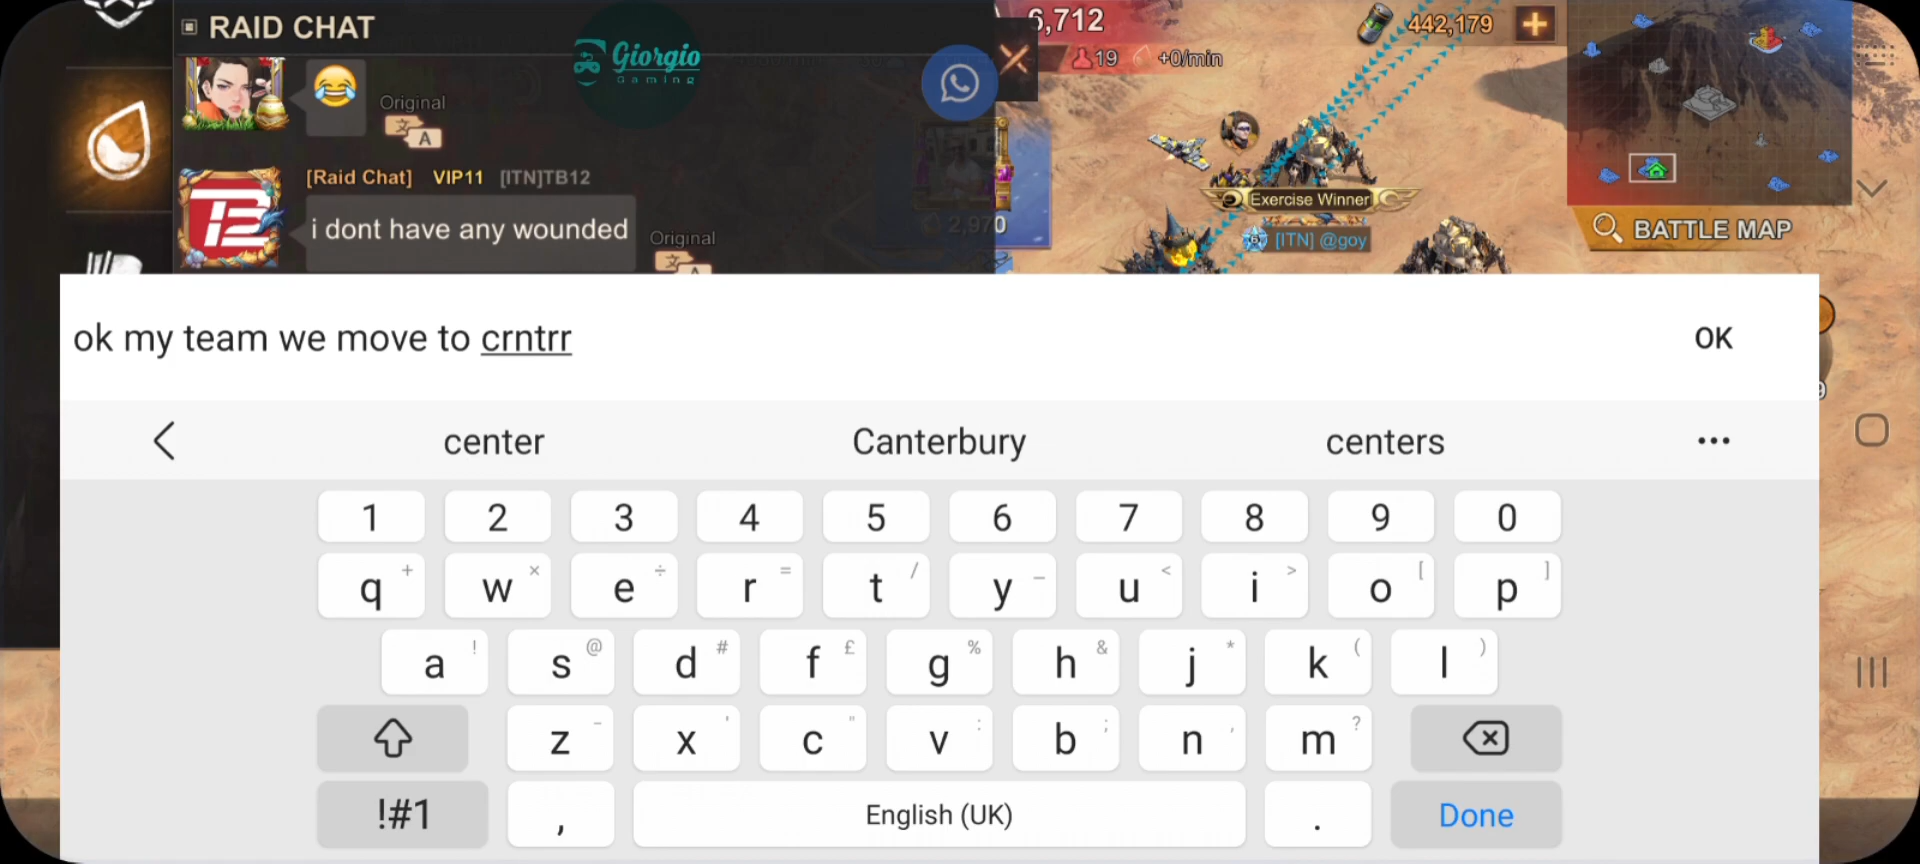 RAID CHAT
Giorgio
Gaming
6,712
19
+0/min
442,179
Original
A
[Raid Chat] VIP11 [ITN]TB12
i dont have any wounded
Original
A
2,970
Exercise Winner
[ITN] @goy
BATTLE MAP
ok my team we move to crntrr
OK
center
Canterbury
centers
1 2 3 4 5 6 7 8 9 0
q + w × e ÷ r = t / y _ u < i > o [ p ]
a ! s @ d # f £ g % h & j * k ( l )
z - x ' c " v : b ; n , m ?
!#1 , English (UK) . Done